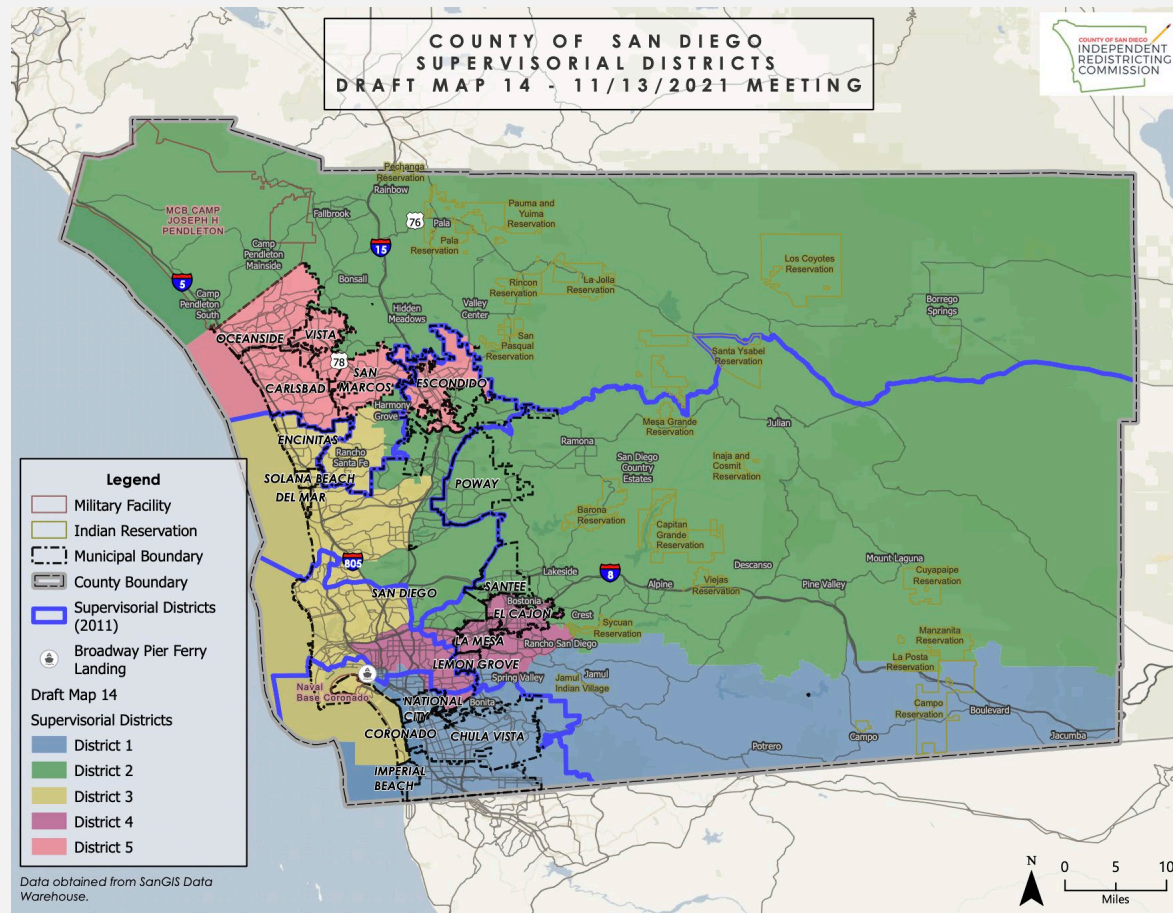 COUNTY OF SAN DIEGO
SUPERVISORIAL DISTRICTS
DRAFT MAP 14 - 11/13/2021 MEETING
COUNTY OF SAN DIEGO
INDEPENDENT
REDISTRICTING
COMMISSION
Pechanga
Reservation
Rainbow
MCB CAMP
JOSEPH H
PENDLETON
Fallbrook
76
Pala
Pauma and
Yuima
Reservation
Pala
Reservation
15
Camp
Pendleton
Mainside
Los Coyotes
Reservation
5
Bonsall
Rincon
Reservation
La Jolla
Reservation
Camp
Pendleton
South
Hidden
Meadows
Valley
Center
Borrego
Springs
OCEANSIDE
VISTA
San
Pasqual
Reservation
78
Santa Ysabel
Reservation
CARLSBAD
SAN
MARCOS
ESCONDIDO
Harmony
Grove
Mesa Grande
Reservation
Julian
ENCINITAS
Ramona
Rancho
Santa Fe
San Diego
Country
Estates
Inaja and
Cosmit
Reservation
SOLANA BEACH
DEL MAR
POWAY
Barona
Reservation
Capitan
Grande
Reservation
805
Lakeside
8
Descanso
Mount Laguna
SAN DIEGO
SANTEE
Alpine
Viejas
Reservation
Pine Valley
Cuyapaipe
Reservation
Bostonia
EL CAJON
Crest
Sycuan
Reservation
LA MESA
Rancho San Diego
Manzanita
Reservation
LEMON GROVE
La Posta
Reservation
Spring Valley
Jamul
Jamul
Indian Village
Naval
Base Coronado
NATIONAL
CITY
Bonita
Campo
Reservation
Boulevard
CORONADO
CHULA VISTA
Campo
Jacumba
Potrero
IMPERIAL
BEACH
Legend
Military Facility
Indian Reservation
Municipal Boundary
County Boundary
Supervisorial Districts
(2011)
Broadway Pier Ferry
Landing
Draft Map 14
Supervisorial Districts
District 1
District 2
District 3
District 4
District 5
Data obtained from SanGIS Data
Warehouse.
N
0 5 10
Miles